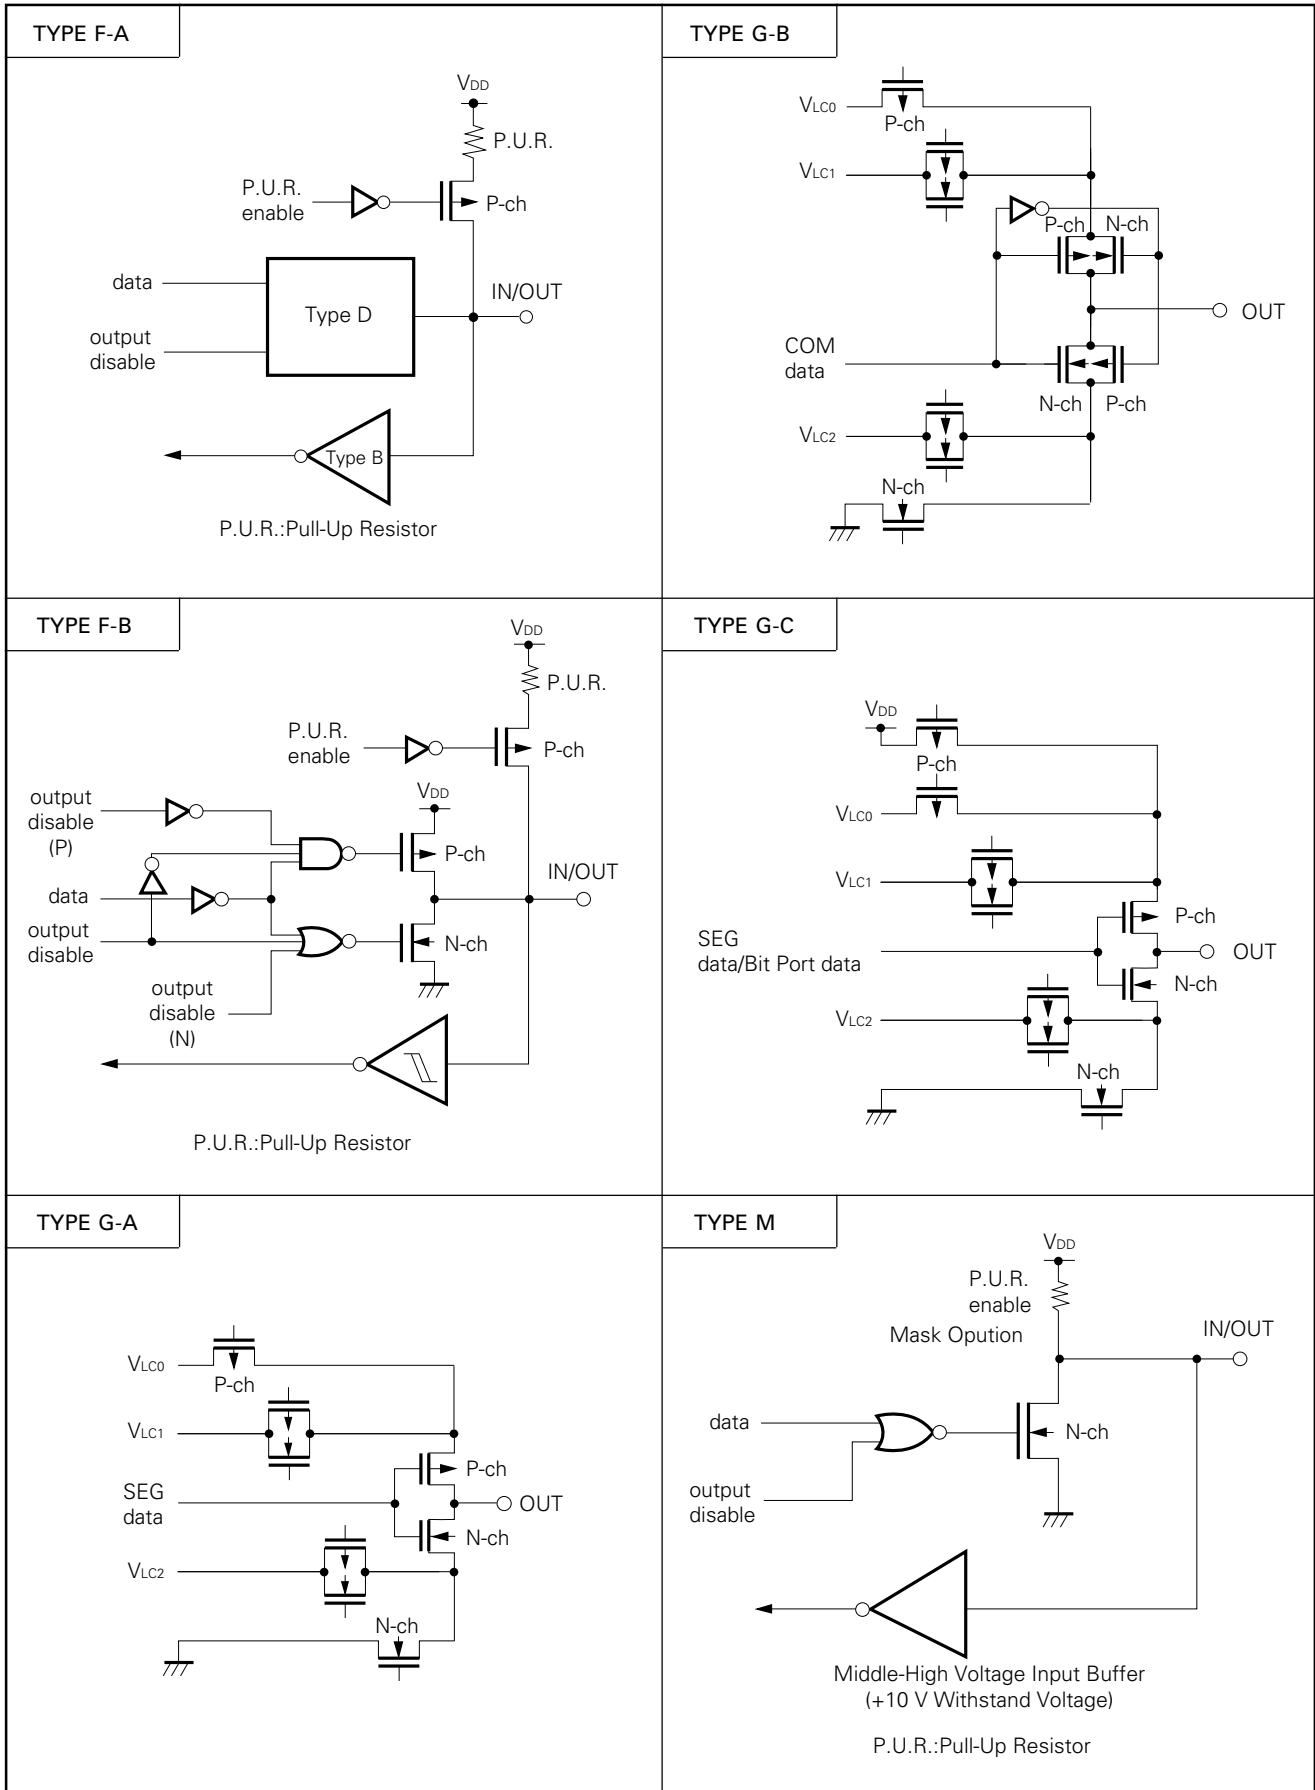 TYPE F-A
VDD
P.U.R.
P.U.R.
enable
P-ch
data
Type D
IN/OUT
output
disable
Type B
P.U.R.:Pull-Up Resistor
TYPE G-B
VLC0
P-ch
VLC1
P-ch N-ch
OUT
COM
data
N-ch P-ch
VLC2
N-ch
TYPE F-B
VDD
P.U.R.
P.U.R.
enable
P-ch
output
disable
(P)
VDD
P-ch
IN/OUT
data
output
disable
N-ch
output
disable
(N)
P.U.R.:Pull-Up Resistor
TYPE G-C
VDD
P-ch
VLC0
VLC1
P-ch
SEG
data/Bit Port data
OUT
N-ch
VLC2
N-ch
TYPE G-A
VLC0
P-ch
VLC1
P-ch
SEG
data
OUT
N-ch
VLC2
N-ch
TYPE M
VDD
P.U.R.
enable
Mask Opution
IN/OUT
data
N-ch
output
disable
Middle-High Voltage Input Buffer
(+10 V Withstand Voltage)
P.U.R.:Pull-Up Resistor